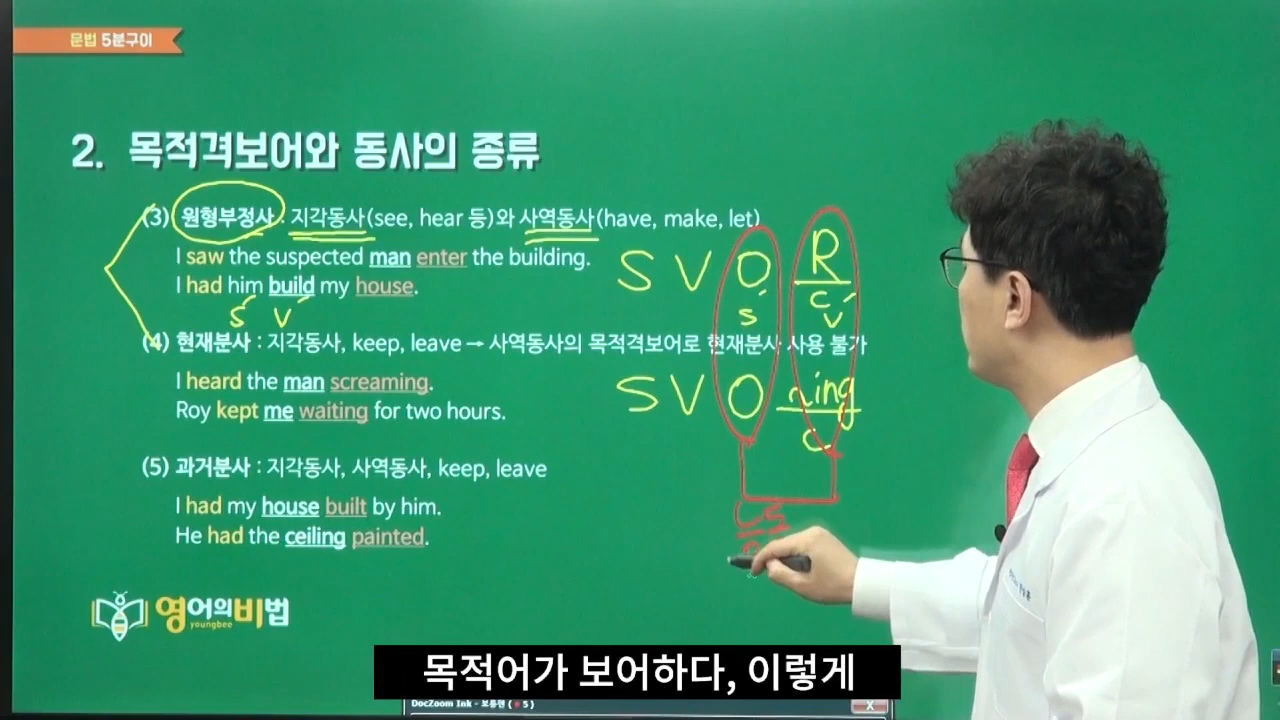 문법 5분구이
2. 목적격보어와 동사의 종류
(3) 원형부정사 : 지각동사(see, hear 등)와 사역동사(have, make, let)
I saw the suspected man enter the building.
I had him build my house.
S V
S V O R
C
S V
(4) 현재분사 : 지각동사, keep, leave → 사역동사의 목적격보어로 현재분사 사용 불가
I heard the man screaming.
Roy kept me waiting for two hours.
S V O ~ing
C
(5) 과거분사 : 지각동사, 사역동사, keep, leave
I had my house built by him.
He had the ceiling painted.
영어의비법
youngbee
목적어가 보어하다, 이렇게
DocZoom Ink - 보통펜 ( 5 )
X